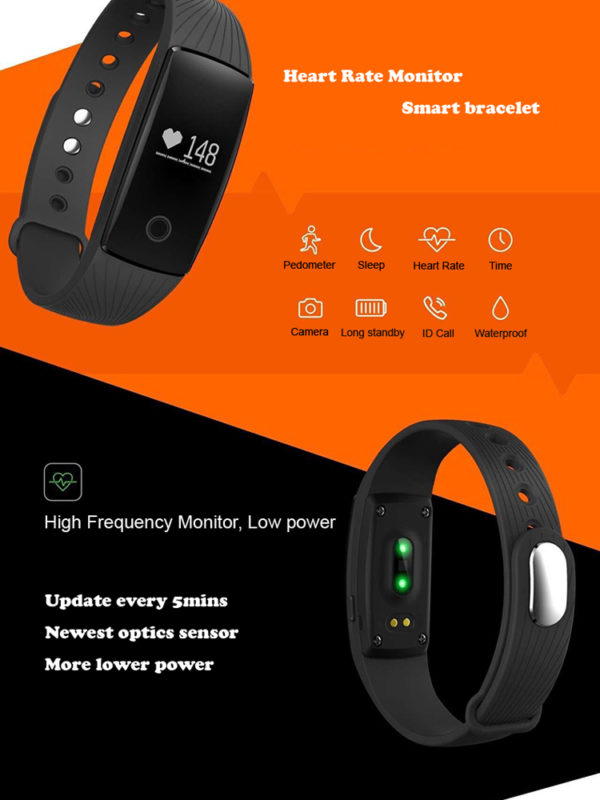 Heart Rate Monitor
Smart bracelet
148
Pedometer Sleep Heart Rate Time
Camera Long standby ID Call Waterproof
High Frequency Monitor, Low power
Update every 5mins
Newest optics sensor
More lower power